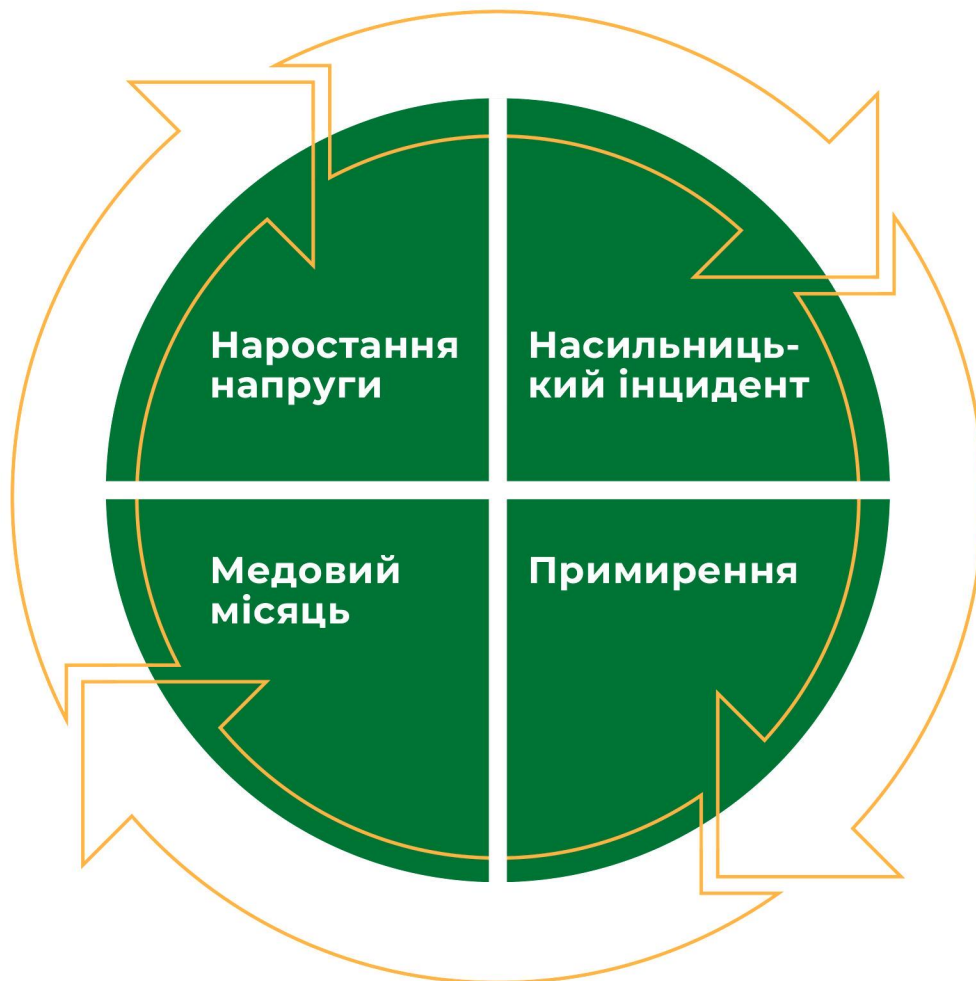 Наростання
напруги
Насильниць-
кий інцидент
Медовий
місяць
Примирення